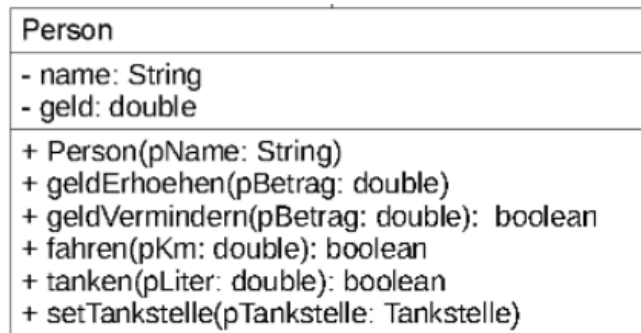 Person
- name: String
- geld: double
+ Person(pName: String)
+ geldErhoehen(pBetrag: double)
+ geldVermindern(pBetrag: double): boolean
+ fahren(pKm: double): boolean
+ tanken(pLiter: double): boolean
+ setTankstelle(pTankstelle: Tankstelle)